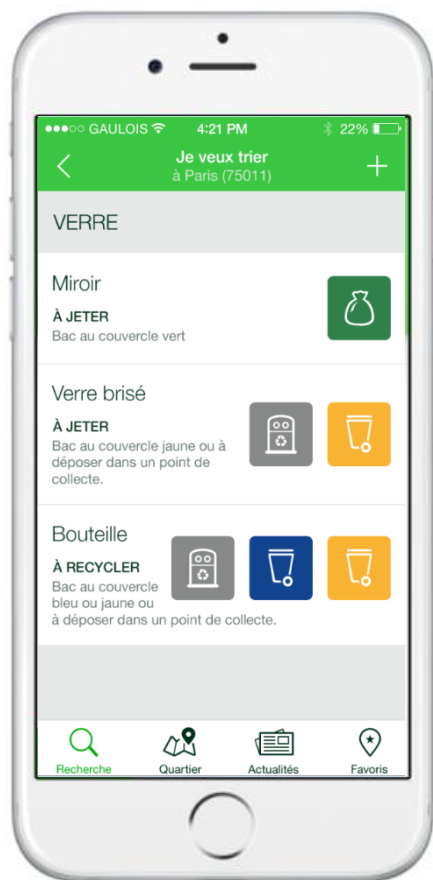 GAULOIS 4:21 PM 22%
Je veux trier
à Paris (75011)
VERRE
Miroir
À JETER
Bac au couvercle vert
Verre brisé
À JETER
Bac au couvercle jaune ou à
déposer dans un point de
collecte.
Bouteille
À RECYCLER
Bac au couvercle
bleu ou jaune ou
à déposer dans un point de collecte.
Recherche Quartier Actualités Favoris